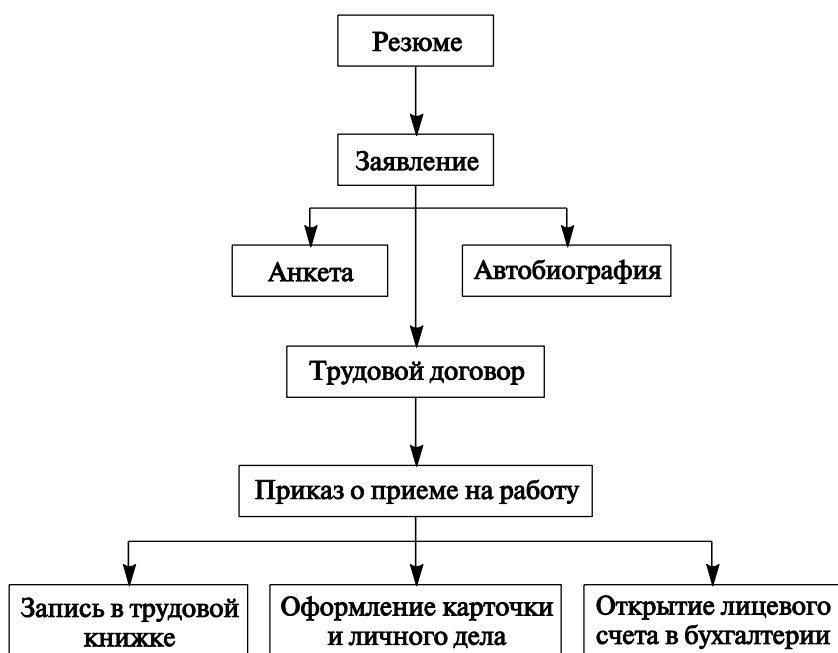 Резюме
Заявление
Анкета
Автобиография
Трудовой договор
Приказ о приеме на работу
Запись в трудовой
книжке
Оформление карточки
и личного дела
Открытие лицевого
счета в бухгалтерии